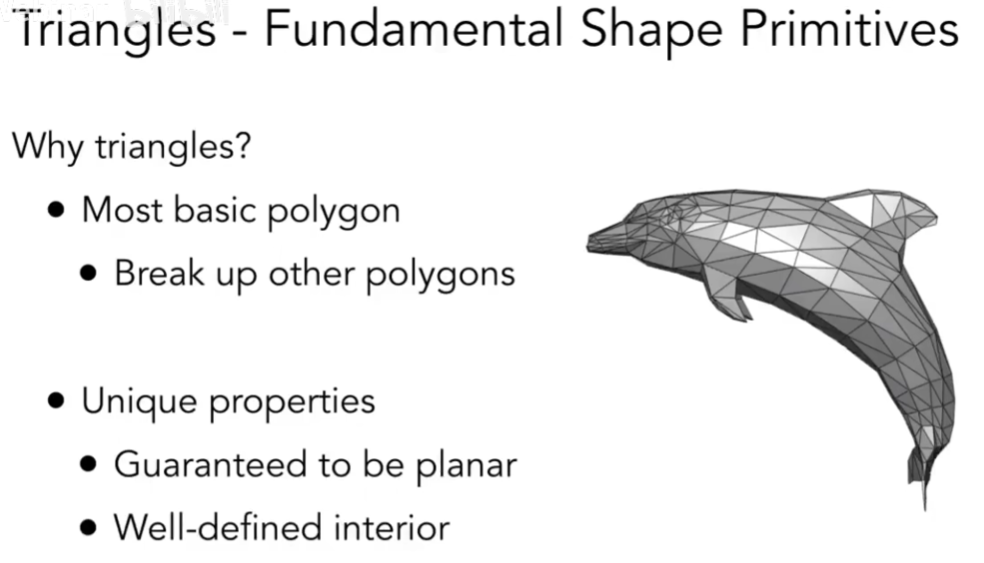 Triangles - Fundamental Shape Primitives
Why triangles?
• Most basic polygon
• Break up other polygons
• Unique properties
• Guaranteed to be planar
• Well-defined interior